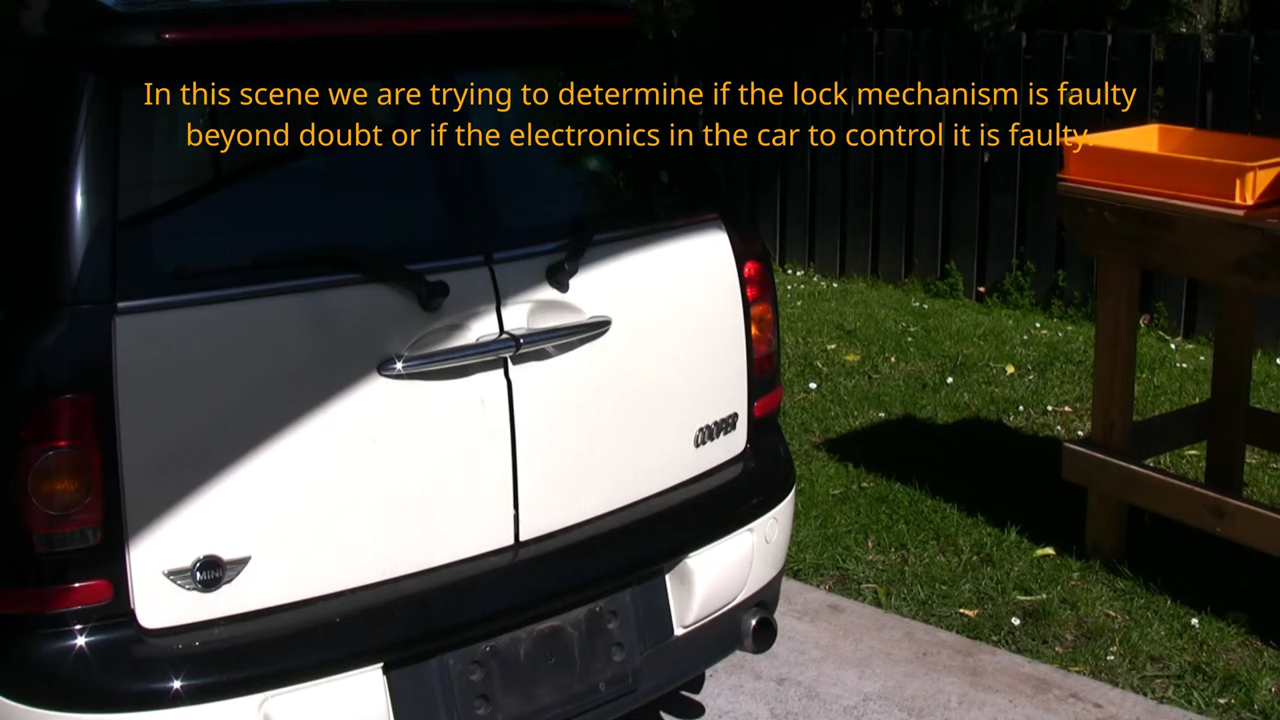 In this scene we are trying to determine if the lock mechanism is faulty
beyond doubt or if the electronics in the car to control it is faulty.
COOPER
MINI